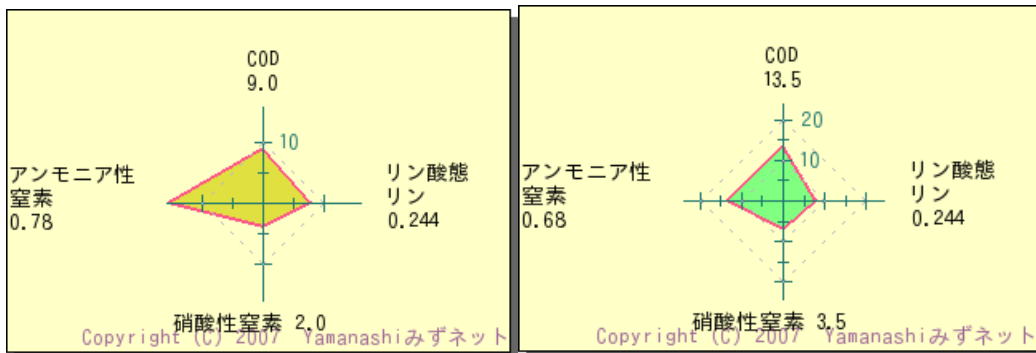 COD
9.0
10
アンモニア性
窒素
0.78
リン酸態
リン
0.244
硝酸性窒素 2.0
Copyright (C) 2007 Yamanashiみずネット
COD
13.5
20
10
アンモニア性
窒素
0.68
リン酸態
リン
0.244
硝酸性窒素 3.5
Copyright (C) 2007 Yamanashiみずネット